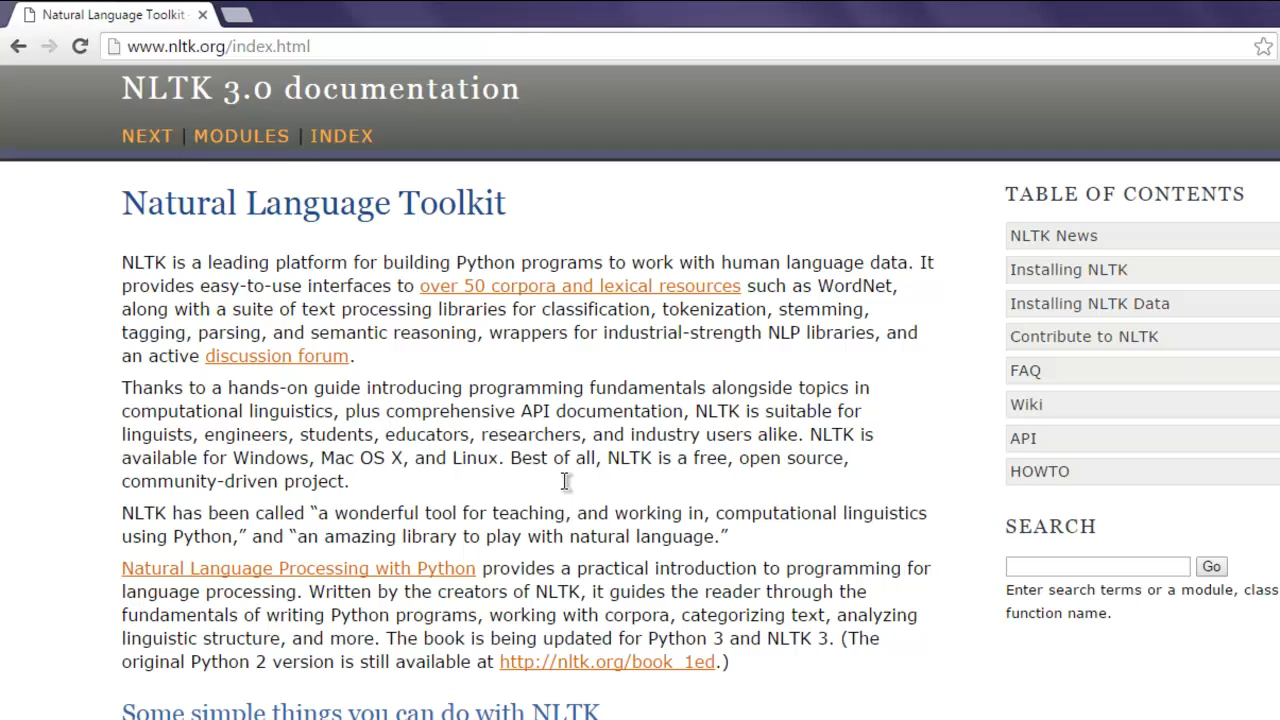 Natural Language Toolkit
www.nltk.org/index.html
NLTK 3.0 documentation
NEXT | MODULES | INDEX
Natural Language Toolkit
NLTK is a leading platform for building Python programs to work with human language data. It
provides easy-to-use interfaces to over 50 corpora and lexical resources such as WordNet,
along with a suite of text processing libraries for classification, tokenization, stemming,
tagging, parsing, and semantic reasoning, wrappers for industrial-strength NLP libraries, and
an active discussion forum.
Thanks to a hands-on guide introducing programming fundamentals alongside topics in
computational linguistics, plus comprehensive API documentation, NLTK is suitable for
linguists, engineers, students, educators, researchers, and industry users alike. NLTK is
available for Windows, Mac OS X, and Linux. Best of all, NLTK is a free, open source,
community-driven project.
NLTK has been called “a wonderful tool for teaching, and working in, computational linguistics
using Python,” and “an amazing library to play with natural language.”
Natural Language Processing with Python provides a practical introduction to programming for
language processing. Written by the creators of NLTK, it guides the reader through the
fundamentals of writing Python programs, working with corpora, categorizing text, analyzing
linguistic structure, and more. The book is being updated for Python 3 and NLTK 3. (The
original Python 2 version is still available at http://nltk.org/book_1ed.)
Some simple things you can do with NLTK
TABLE OF CONTENTS
NLTK News
Installing NLTK
Installing NLTK Data
Contribute to NLTK
FAQ
Wiki
API
HOWTO
SEARCH
Go
Enter search terms or a module, class
function name.